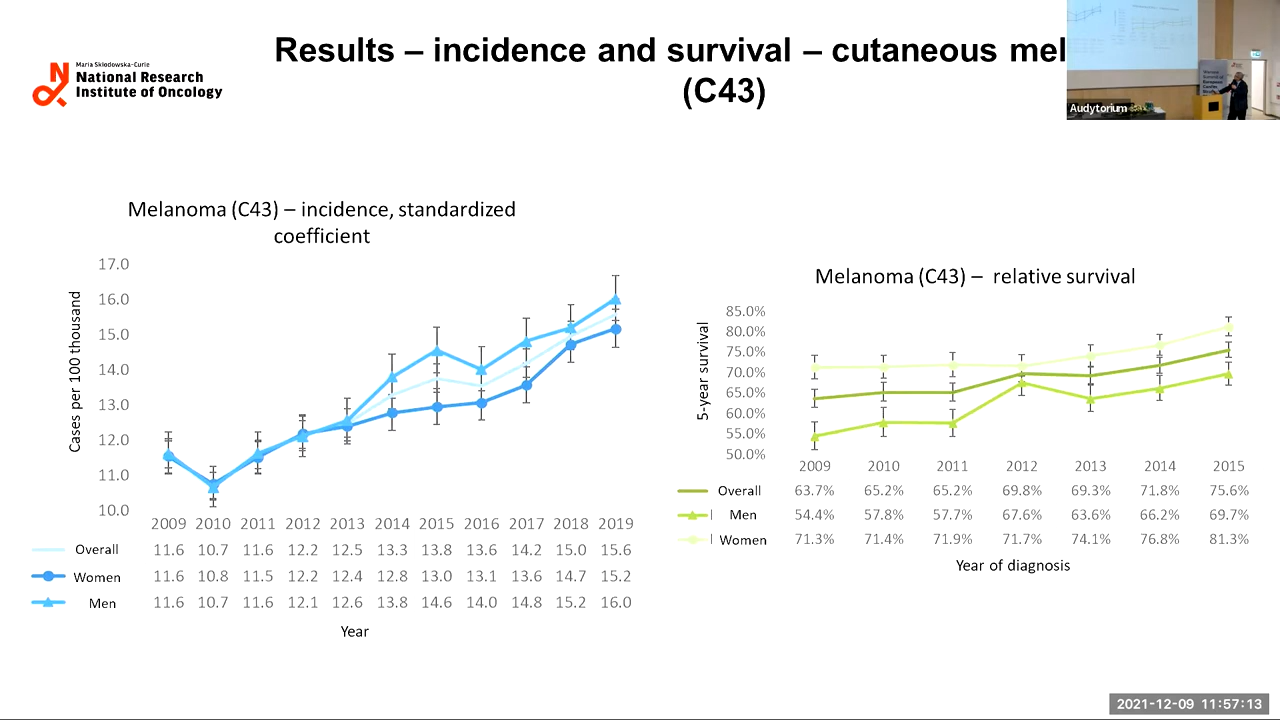 Results – incidence and survival – cutaneous mel
(C43)
Maria Skłodowska-Curie
National Research
Institute of Oncology
Audytorium
Melanoma (C43) – incidence, standardized
coefficient
Cases per 100 thousand
17.0
16.0
15.0
14.0
13.0
12.0
11.0
10.0
2009 2010 2011 2012 2013 2014 2015 2016 2017 2018 2019
Overall 11.6 10.7 11.6 12.2 12.5 13.3 13.8 13.6 14.2 15.0 15.6
Women 11.6 10.8 11.5 12.2 12.4 12.8 13.0 13.1 13.6 14.7 15.2
Men 11.6 10.7 11.6 12.1 12.6 13.8 14.6 14.0 14.8 15.2 16.0
Year
Melanoma (C43) – relative survival
5-year survival
85.0%
80.0%
75.0%
70.0%
65.0%
60.0%
55.0%
50.0%
2009 2010 2011 2012 2013 2014 2015
Overall 63.7% 65.2% 65.2% 69.8% 69.3% 71.8% 75.6%
Men 54.4% 57.8% 57.7% 67.6% 63.6% 66.2% 69.7%
Women 71.3% 71.4% 71.9% 71.7% 74.1% 76.8% 81.3%
Year of diagnosis
2021-12-09 11:57:13